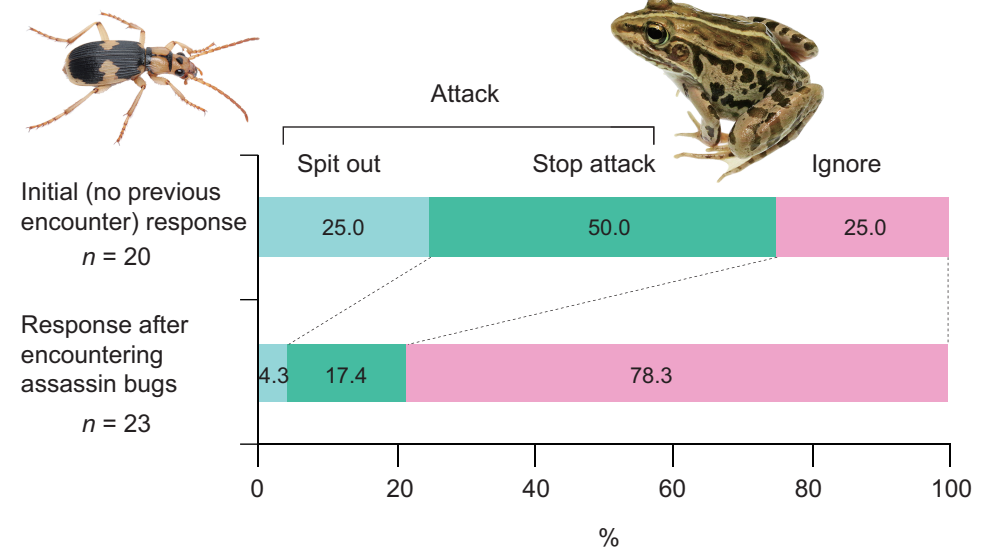 Attack
Spit out
Stop attack
Ignore
Initial (no previous
encounter) response
n = 20
25.0
50.0
25.0
Response after
encountering
assassin bugs
n = 23
4.3
17.4
78.3
0
20
40
60
80
100
%